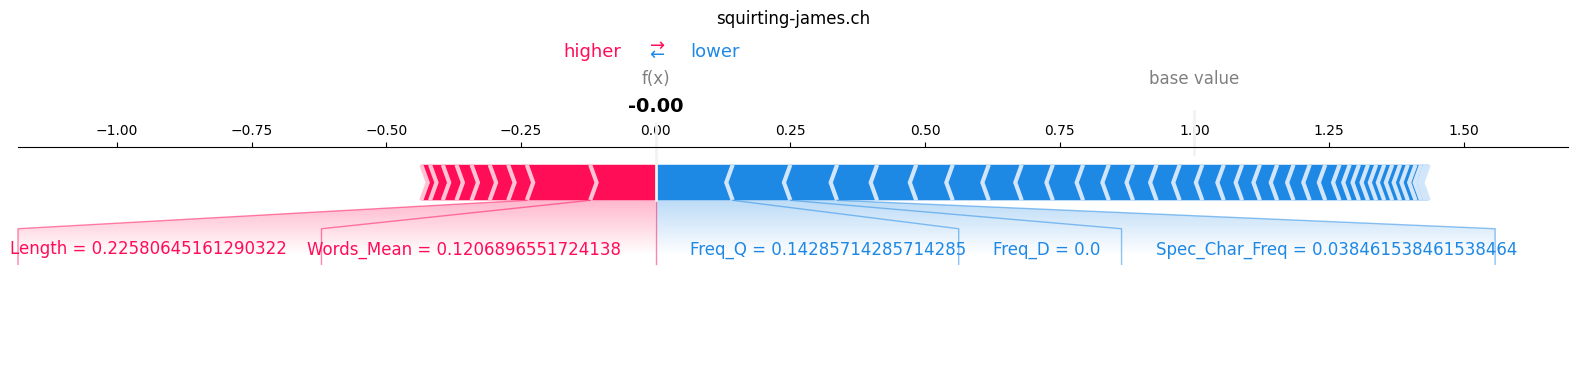 squirting-james.ch
higher → ← lower
f(x) base value
-0.00
−1.00 −0.75 −0.50 −0.25 0.00 0.25 0.50 0.75 1.00 1.25 1.50
Length = 0.22580645161290322 Words_Mean = 0.1206896551724138 Freq_Q = 0.14285714285714285 Freq_D = 0.0 Spec_Char_Freq = 0.038461538461538464